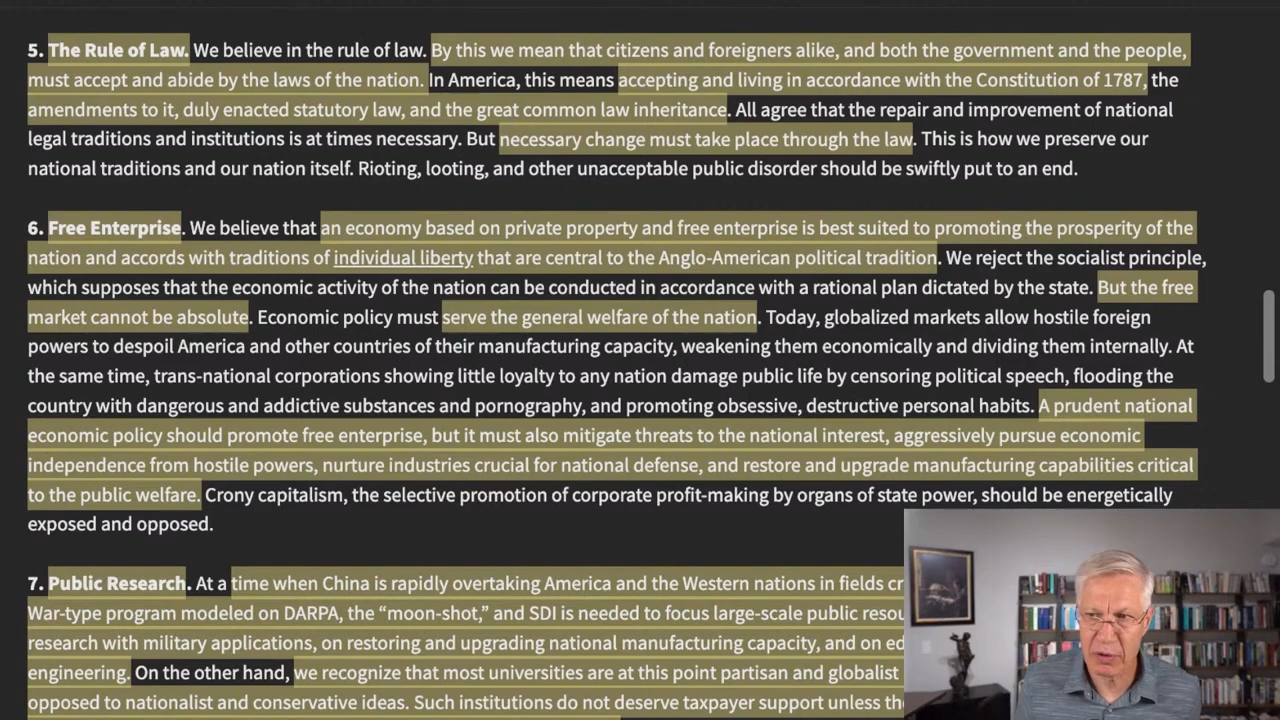 5. The Rule of Law. We believe in the rule of law. By this we mean that citizens and foreigners alike, and both the government and the people,
must accept and abide by the laws of the nation. In America, this means accepting and living in accordance with the Constitution of 1787, the
amendments to it, duly enacted statutory law, and the great common law inheritance. All agree that the repair and improvement of national
legal traditions and institutions is at times necessary. But necessary change must take place through the law. This is how we preserve our
national traditions and our nation itself. Rioting, looting, and other unacceptable public disorder should be swiftly put to an end.
6. Free Enterprise. We believe that an economy based on private property and free enterprise is best suited to promoting the prosperity of the
nation and accords with traditions of individual liberty that are central to the Anglo-American political tradition. We reject the socialist principle,
which supposes that the economic activity of the nation can be conducted in accordance with a rational plan dictated by the state. But the free
market cannot be absolute. Economic policy must serve the general welfare of the nation. Today, globalized markets allow hostile foreign
powers to despoil America and other countries of their manufacturing capacity, weakening them economically and dividing them internally. At
the same time, trans-national corporations showing little loyalty to any nation damage public life by censoring political speech, flooding the
country with dangerous and addictive substances and pornography, and promoting obsessive, destructive personal habits. A prudent national
economic policy should promote free enterprise, but it must also mitigate threats to the national interest, aggressively pursue economic
independence from hostile powers, nurture industries crucial for national defense, and restore and upgrade manufacturing capabilities critical
to the public welfare. Crony capitalism, the selective promotion of corporate profit-making by organs of state power, should be energetically
exposed and opposed.
7. Public Research. At a time when China is rapidly overtaking America and the Western nations in fields
War-type program modeled on DARPA, the “moon-shot,” and SDI is needed to focus large-scale public
research with military applications, on restoring and upgrading national manufacturing capacity, and on
engineering. On the other hand, we recognize that most universities are at this point partisan and globalist
opposed to nationalist and conservative ideas. Such institutions do not deserve taxpayer support unless